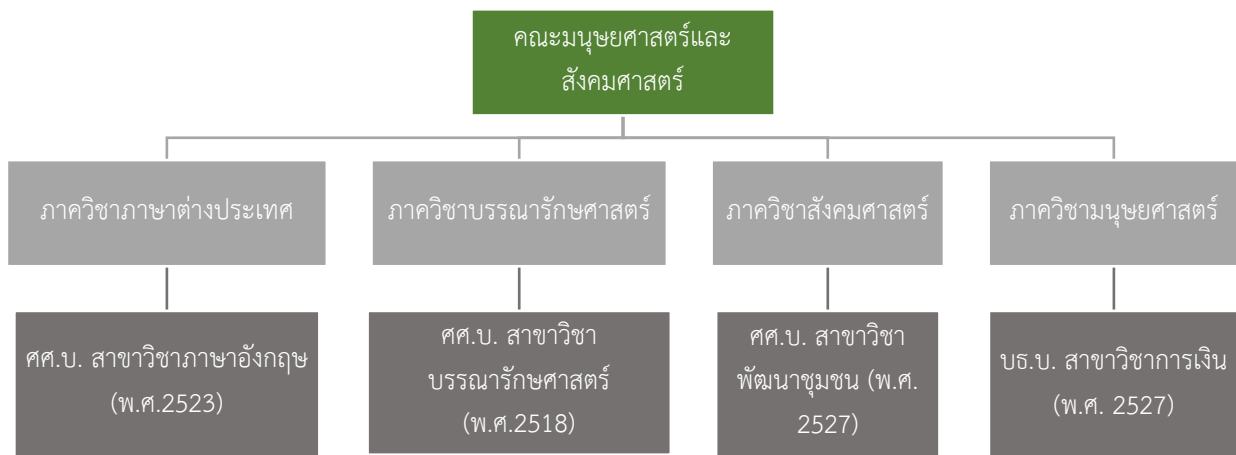 คณะมนุษยศาสตร์และ
สังคมศาสตร์
ภาควิชาภาษาต่างประเทศ
ภาควิชาบรรณารักษศาสตร์
ภาควิชาสังคมศาสตร์
ภาควิชามนุษยศาสตร์
ศศ.บ. สาขาวิชาภาษาอังกฤษ
(พ.ศ.2523)
ศศ.บ. สาขาวิชา
บรรณารักษศาสตร์
(พ.ศ.2518)
ศศ.บ. สาขาวิชา
พัฒนาชุมชน (พ.ศ.
2527)
บธ.บ. สาขาวิชาการเงิน
(พ.ศ. 2527)